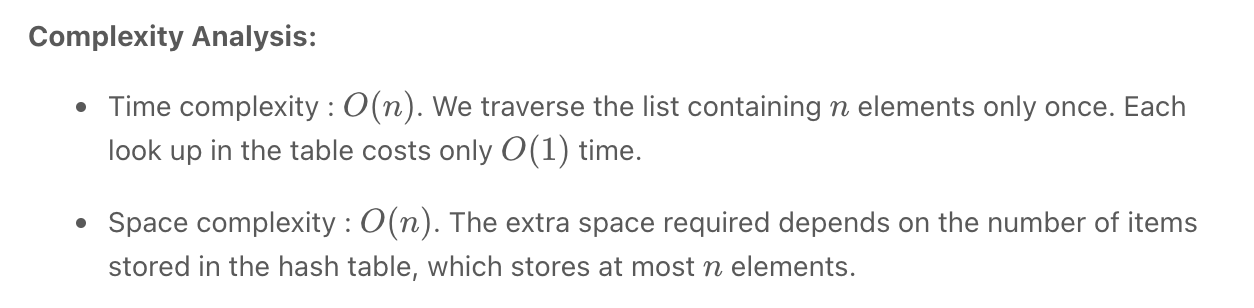 Complexity Analysis:
• Time complexity : O(n). We traverse the list containing n elements only once. Each
look up in the table costs only O(1) time.
• Space complexity : O(n). The extra space required depends on the number of items
stored in the hash table, which stores at most n elements.